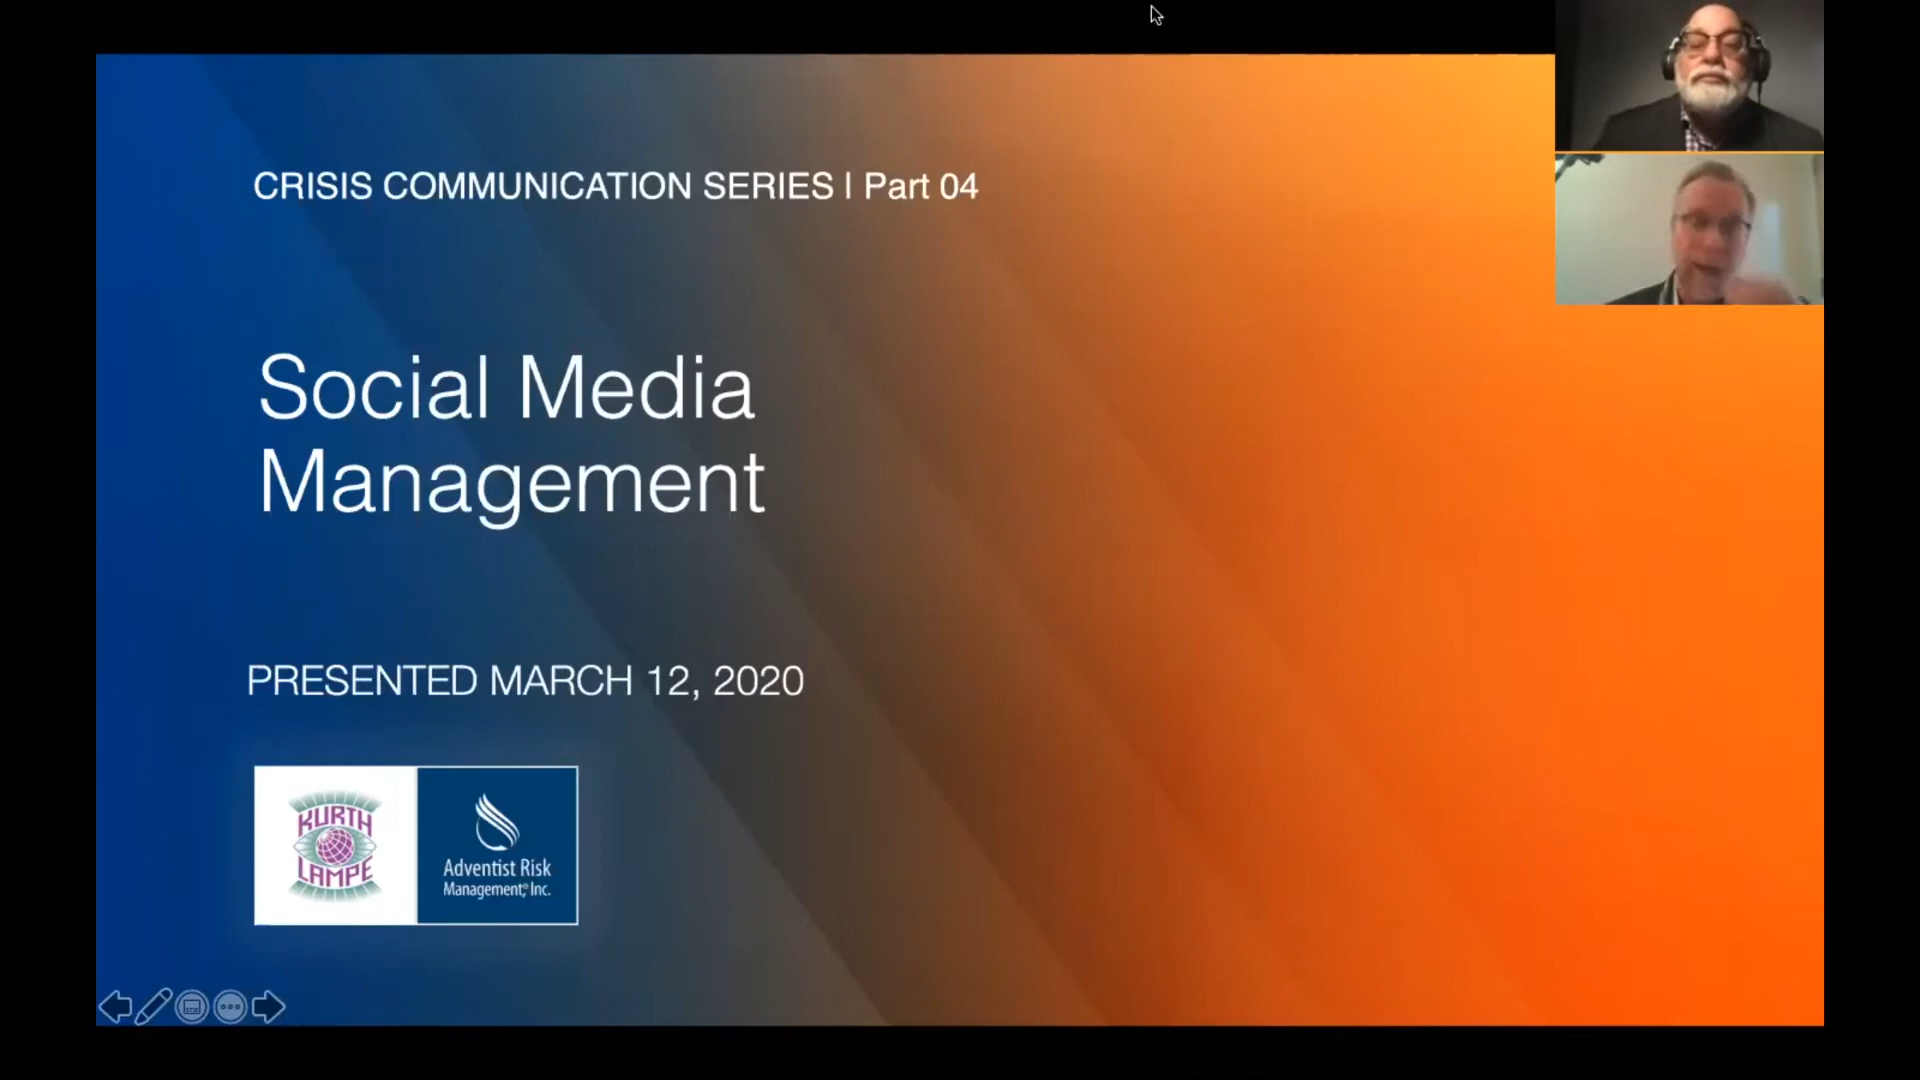 CRISIS COMMUNICATION SERIES | Part 04
Social Media
Management
PRESENTED MARCH 12, 2020
KURTH
LAMPE
Adventist Risk
Management,® Inc.